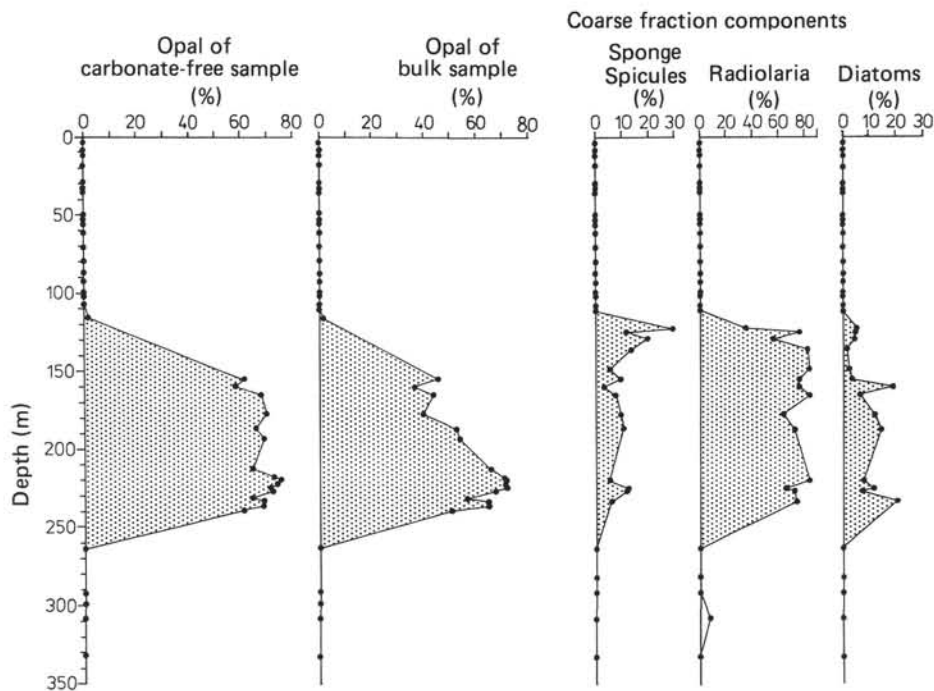 Coarse fraction components
Opal of
carbonate-free sample
(%)
Opal of
bulk sample
(%)
Sponge
Spicules
(%)
Radiolaria
(%)
Diatoms
(%)
0 20 40 60 80
0 20 40 60 80
0 10 20 30
0 40 80
0 10 20 30
Depth (m)
0
50
100
150
200
250
300
350